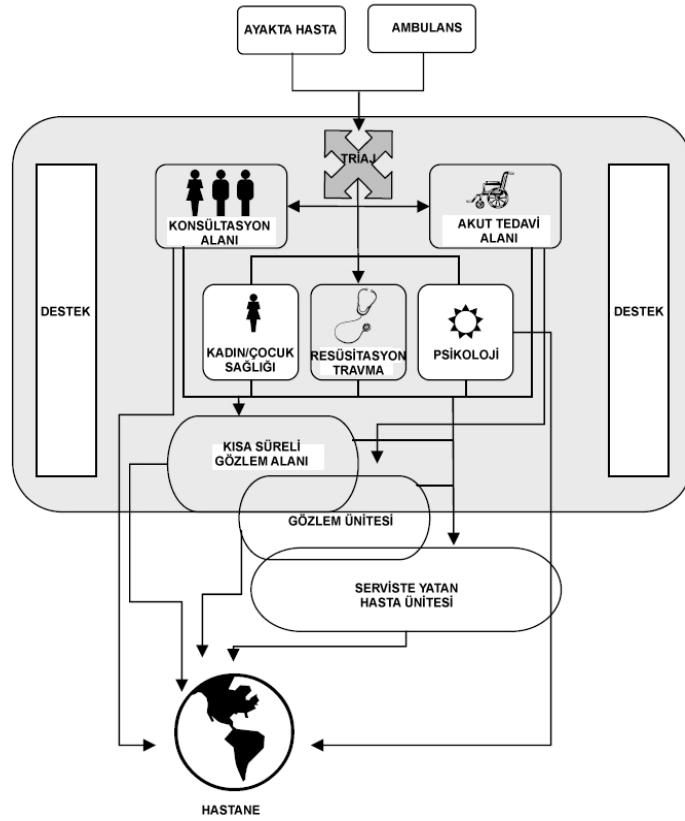 AYAKTA HASTA
AMBULANS
TRİAJ
KONSÜLTASYON
ALANI
AKUT TEDAVİ
ALANI
DESTEK
DESTEK
KADIN/ÇOCUK
SAĞLIĞI
RESÜSİTASYON
TRAVMA
PSİKOLOJİ
KISA SÜRELİ
GÖZLEM ALANI
GÖZLEM ÜNİTESİ
SERVİSTE YATAN
HASTA ÜNİTESİ
HASTANE